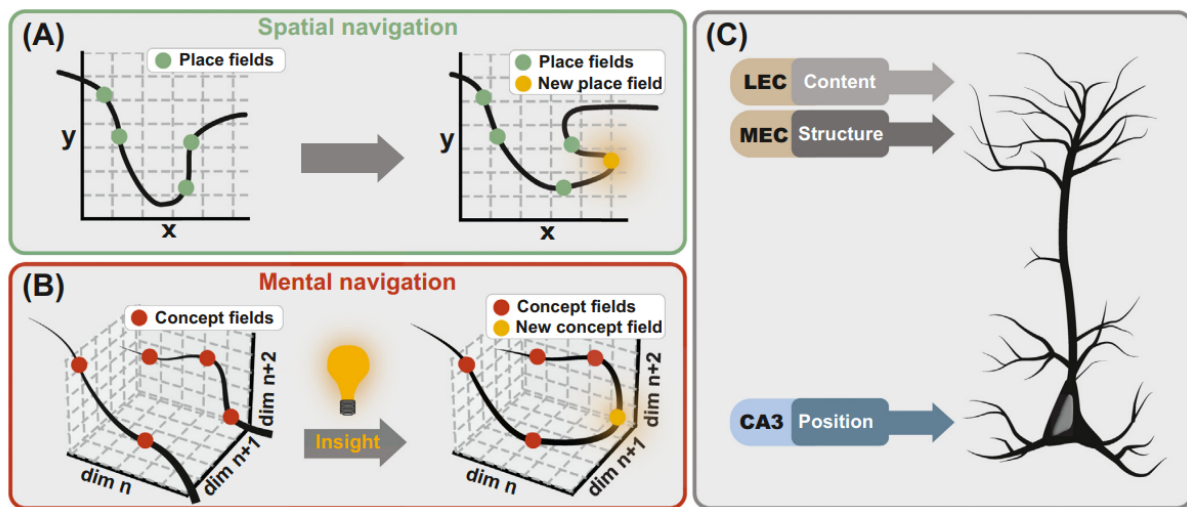 (A)
Spatial navigation
Place fields
y
x
Place fields
New place field
y
x
(B)
Mental navigation
Concept fields
dim n
dim n+1
dim n+2
Insight
Concept fields
New concept field
dim n
dim n+1
dim n+2
(C)
LEC Content
MEC Structure
CA3 Position